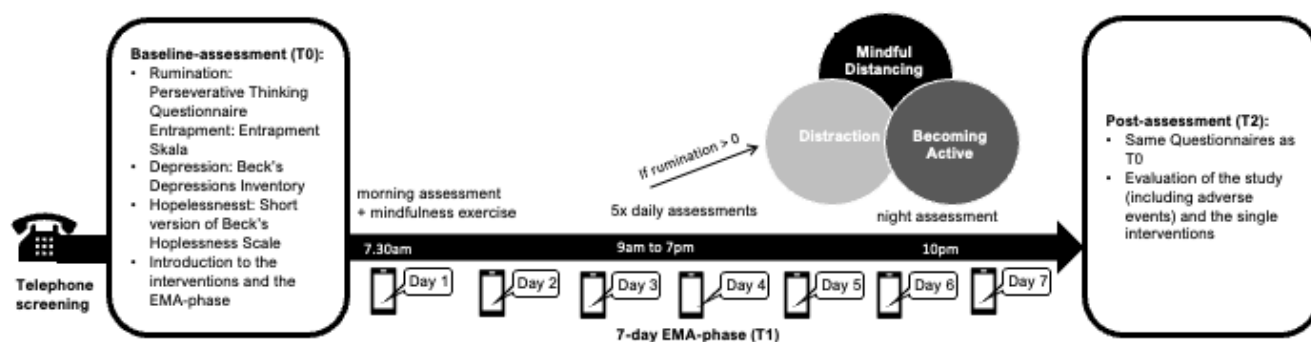 Telephone
screening
Baseline-assessment (T0):
• Rumination:
Perseverative Thinking
Questionnaire
Entrapment: Entrapment
Skala
• Depression: Beck's
Depressions Inventory
• Hopelessnesst: Short
version of Beck's
Hoplessness Scale
• Introduction to the
interventions and the
EMA-phase
morning assessment
+ mindfulness exercise
If rumination > 0
5x daily assessments
Mindful
Distancing
Distraction
Becoming
Active
night assessment
7.30am
9am to 7pm
10pm
Day 1
Day 2
Day 3
Day 4
Day 5
Day 6
Day 7
7-day EMA-phase (T1)
Post-assessment (T2):
• Same Questionnaires as
T0
• Evaluation of the study
(including adverse
events) and the single
interventions